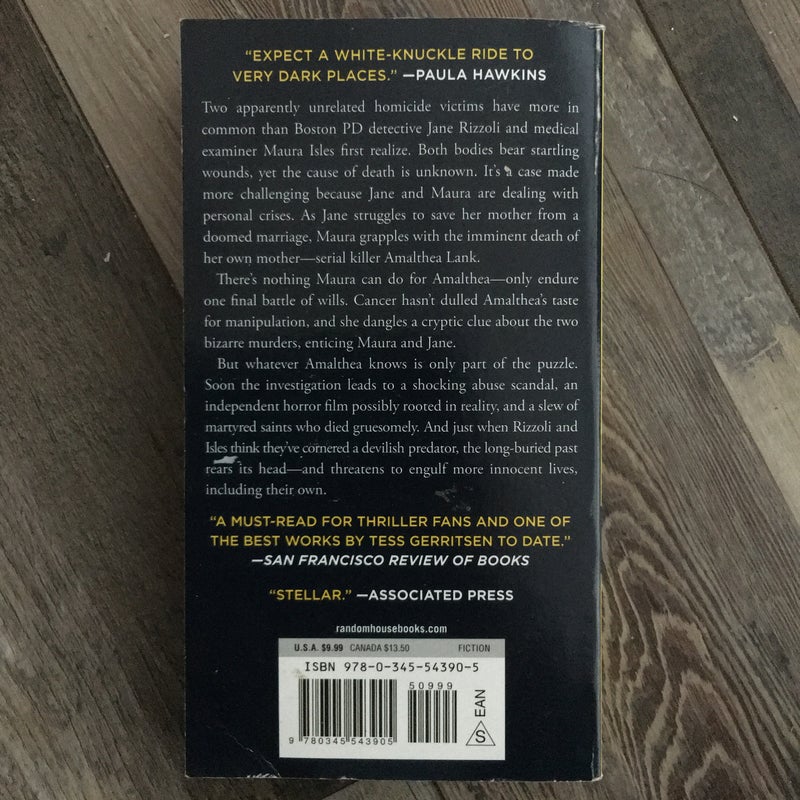 “EXPECT A WHITE-KNUCKLE RIDE TO
VERY DARK PLACES.” —PAULA HAWKINS
Two apparently unrelated homicide victims have more in
common than Boston PD detective Jane Rizzoli and medical
examiner Maura Isles first realize. Both bodies bear startling
wounds, yet the cause of death is unknown. It’s a case made
more challenging because Jane and Maura are dealing with
personal crises. As Jane struggles to save her mother from a
doomed marriage, Maura grapples with the imminent death of
her own mother—serial killer Amalthea Lank.
There’s nothing Maura can do for Amalthea—only endure
one final battle of wills. Cancer hasn’t dulled Amalthea’s taste
for manipulation, and she dangles a cryptic clue about the two
bizarre murders, enticing Maura and Jane.
But whatever Amalthea knows is only part of the puzzle.
Soon the investigation leads to a shocking abuse scandal, an
independent horror film possibly rooted in reality, and a slew of
martyred saints who died gruesomely. And just when Rizzoli and
Isles think they’ve cornered a devilish predator, the long-buried past
rears its head—and threatens to engulf more innocent lives,
including their own.
“A MUST-READ FOR THRILLER FANS AND ONE OF
THE BEST WORKS BY TESS GERRITSEN TO DATE.”
—SAN FRANCISCO REVIEW OF BOOKS
“STELLAR.” —ASSOCIATED PRESS
randomhousebooks.com
U.S.A. $9.99 CANADA $13.50 FICTION
ISBN 978-0-345-54390-5
50999
9 780345 543905
S EAN